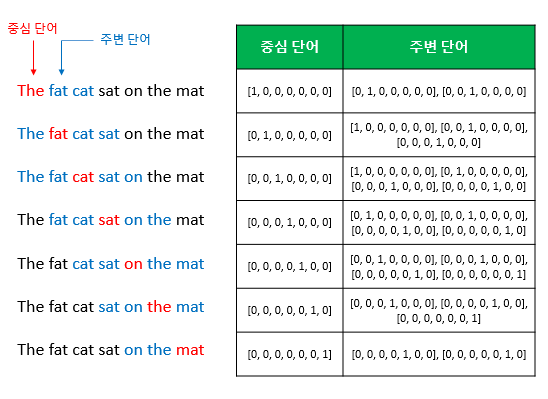 중심 단어
주변 단어
중심 단어 주변 단어
The fat cat sat on the mat [1, 0, 0, 0, 0, 0, 0] [0, 1, 0, 0, 0, 0, 0], [0, 0, 1, 0, 0, 0, 0]
The fat cat sat on the mat [0, 1, 0, 0, 0, 0, 0] [1, 0, 0, 0, 0, 0, 0], [0, 0, 1, 0, 0, 0, 0],
[0, 0, 0, 1, 0, 0, 0]
The fat cat sat on the mat [0, 0, 1, 0, 0, 0, 0] [1, 0, 0, 0, 0, 0, 0], [0, 1, 0, 0, 0, 0, 0],
[0, 0, 0, 1, 0, 0, 0], [0, 0, 0, 0, 1, 0, 0]
The fat cat sat on the mat [0, 0, 0, 1, 0, 0, 0] [0, 1, 0, 0, 0, 0, 0], [0, 0, 1, 0, 0, 0, 0],
[0, 0, 0, 0, 1, 0, 0], [0, 0, 0, 0, 0, 1, 0]
The fat cat sat on the mat [0, 0, 0, 0, 1, 0, 0] [0, 0, 1, 0, 0, 0, 0], [0, 0, 0, 1, 0, 0, 0],
[0, 0, 0, 0, 0, 1, 0], [0, 0, 0, 0, 0, 0, 1]
The fat cat sat on the mat [0, 0, 0, 0, 0, 1, 0] [0, 0, 0, 1, 0, 0, 0], [0, 0, 0, 0, 1, 0, 0],
[0, 0, 0, 0, 0, 0, 1]
The fat cat sat on the mat [0, 0, 0, 0, 0, 0, 1] [0, 0, 0, 0, 1, 0, 0], [0, 0, 0, 0, 0, 1, 0]